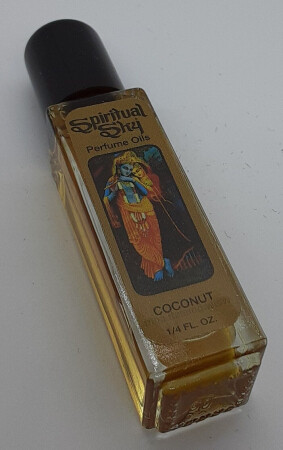 Spiritual
Sky
Perfume Oils
COCONUT
1/4 FL. OZ.